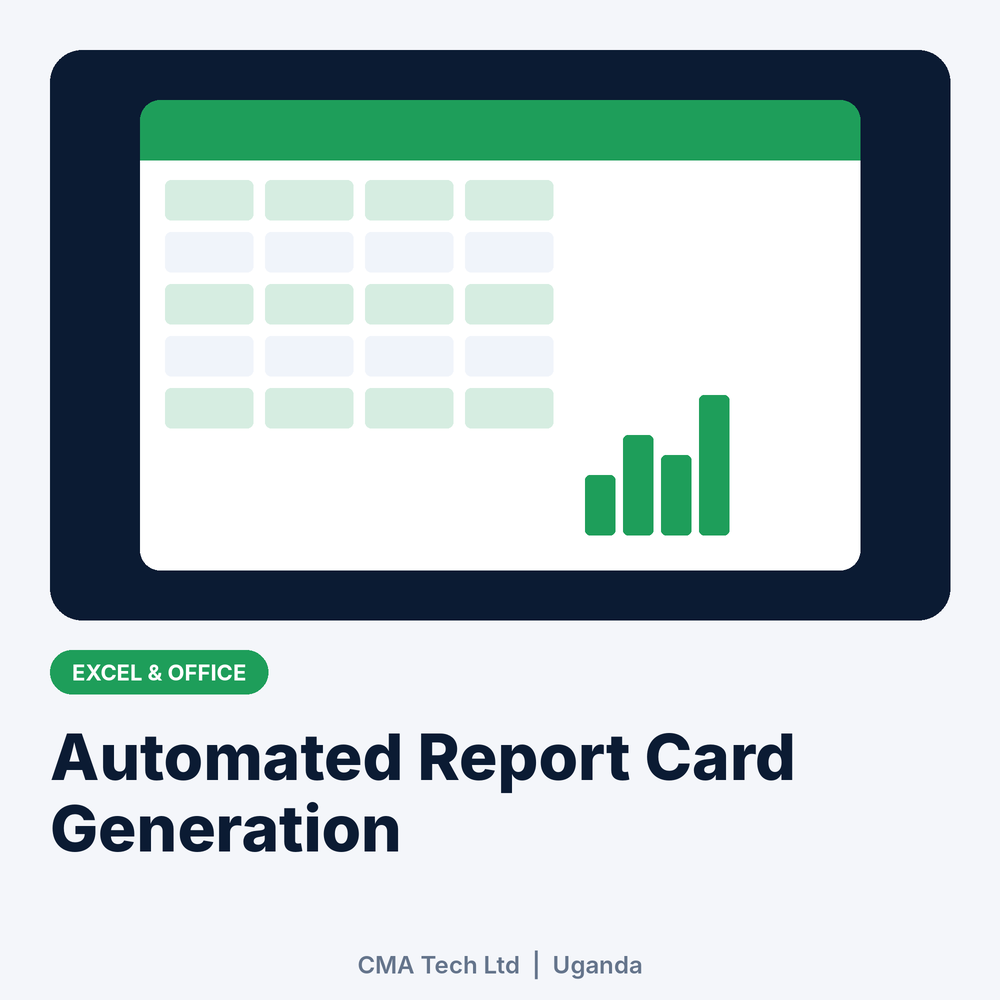 EXCEL & OFFICE
Automated Report Card
Generation
CMA Tech Ltd | Uganda